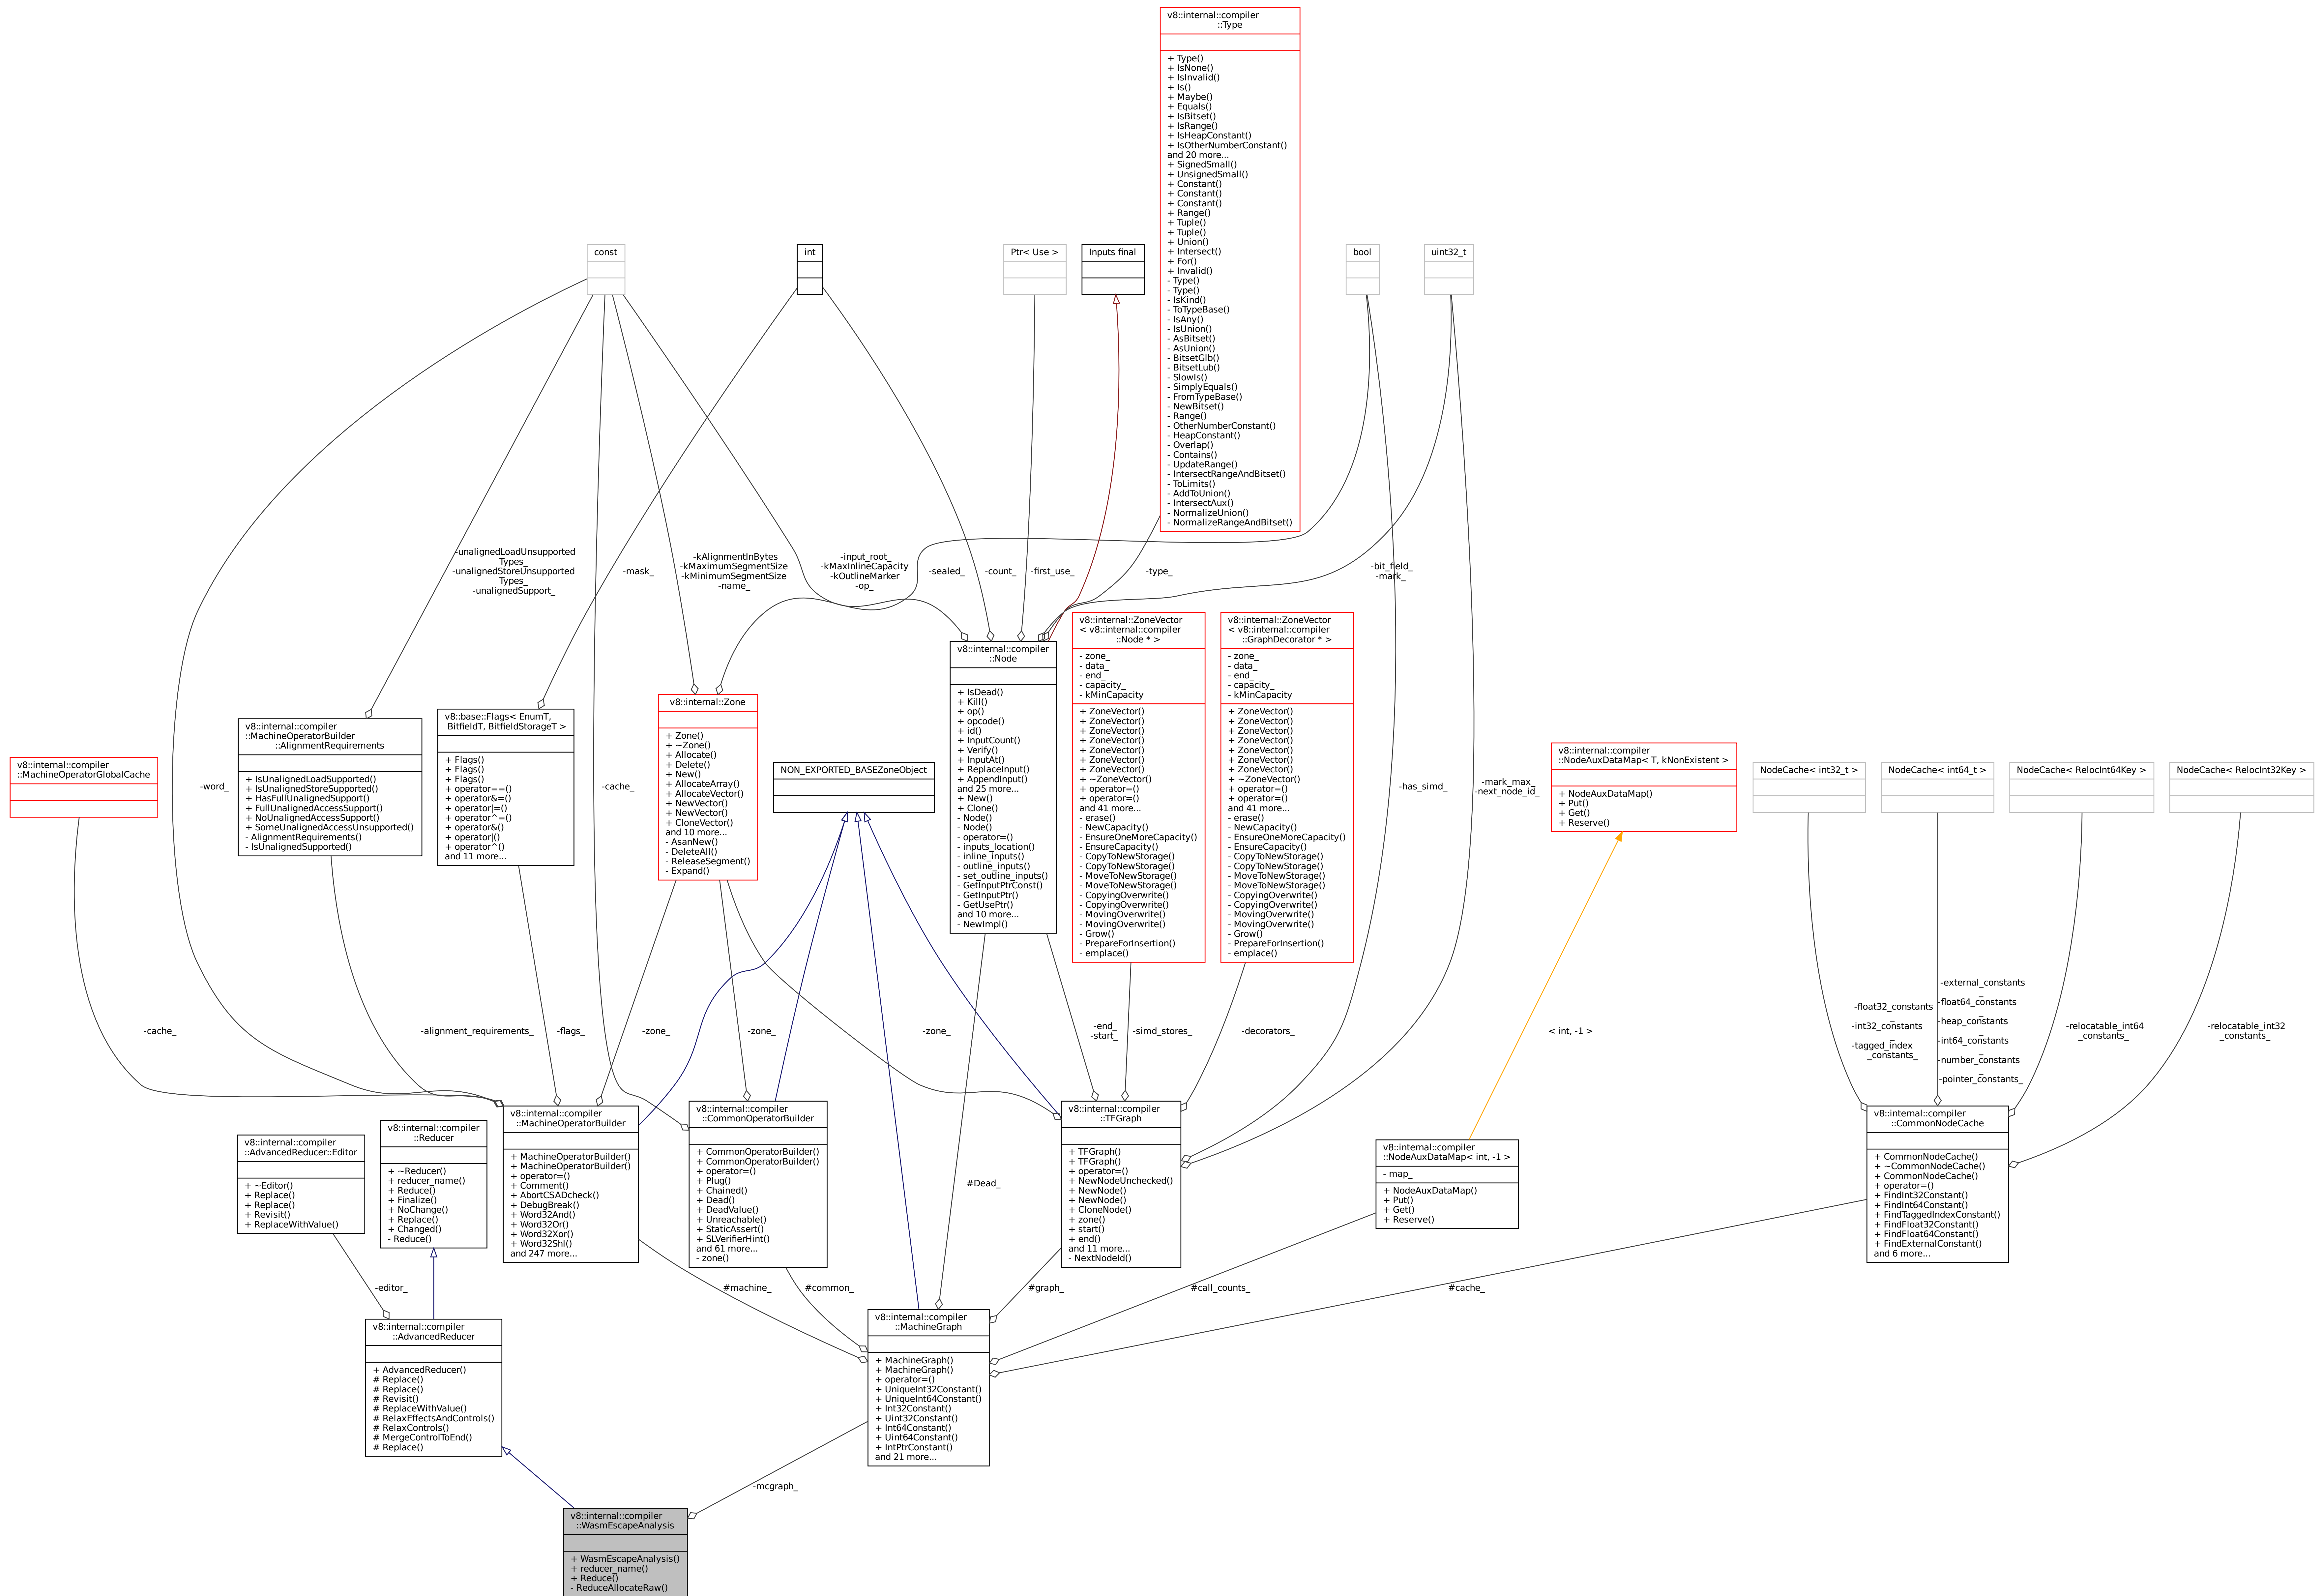 v8::internal::compiler
::Type
+ Type()
+ IsNone()
+ IsInvalid()
+ Is()
+ Maybe()
+ Equals()
+ IsBitset()
+ IsRange()
+ IsHeapConstant()
+ IsOtherNumberConstant()
and 20 more...
+ SignedSmall()
+ UnsignedSmall()
+ Constant()
+ Constant()
+ Constant()
+ Range()
+ Tuple()
+ Tuple()
+ Union()
+ Intersect()
+ For()
+ Invalid()
- Type()
- Type()
- IsKind()
- ToTypeBase()
- IsAny()
- IsUnion()
- AsBitset()
- AsUnion()
- BitsetGlb()
- BitsetLub()
- SlowIs()
- SimplyEquals()
- FromTypeBase()
- NewBitset()
- Range()
- OtherNumberConstant()
- HeapConstant()
- Overlap()
- Contains()
- UpdateRange()
- IntersectRangeAndBitset()
- ToLimits()
- AddToUnion()
- IntersectAux()
- NormalizeUnion()
- NormalizeRangeAndBitset()
const
int
Ptr< Use >
Inputs final
bool
uint32_t
-unalignedLoadUnsupported
Types_
-unalignedStoreUnsupported
Types_
-unalignedSupport_
-mask_
-kAlignmentInBytes
-kMaximumSegmentSize
-kMinimumSegmentSize
-name_
-input_root_
-kMaxInlineCapacity
-kOutlineMarker
-op_
-sealed_
-count_
-first_use_
-type_
-bit_field_
-mark_
v8::internal::compiler
::MachineOperatorGlobalCache
-word_
v8::internal::compiler
::MachineOperatorBuilder
::AlignmentRequirements
+ IsUnalignedLoadSupported()
+ IsUnalignedStoreSupported()
+ HasFullUnalignedSupport()
+ FullUnalignedAccessSupport()
+ NoUnalignedAccessSupport()
+ SomeUnalignedAccessUnsupported()
- AlignmentRequirements()
- IsUnalignedSupported()
v8::base::Flags< EnumT,
BitfieldT, BitfieldStorageT >
+ Flags()
+ Flags()
+ Flags()
+ operator==()
+ operator&=()
+ operator|=()
+ operator^=()
+ operator&()
+ operator|()
+ operator^()
and 11 more...
-cache_
v8::internal::Zone
+ Zone()
+ ~Zone()
+ Allocate()
+ Delete()
+ New()
+ AllocateArray()
+ AllocateVector()
+ NewVector()
+ NewVector()
+ CloneVector()
and 10 more...
- AsanNew()
- DeleteAll()
- ReleaseSegment()
- Expand()
NON_EXPORTED_BASEZoneObject
v8::internal::compiler
::Node
+ IsDead()
+ Kill()
+ op()
+ opcode()
+ id()
+ InputCount()
+ Verify()
+ InputAt()
+ ReplaceInput()
+ AppendInput()
and 25 more...
+ New()
+ Clone()
- Node()
- Node()
- operator=()
- inputs_location()
- inline_inputs()
- outline_inputs()
- set_outline_inputs()
- GetInputPtrConst()
- GetInputPtr()
- GetUsePtr()
and 10 more...
- NewImpl()
v8::internal::ZoneVector
< v8::internal::compiler
::Node * >
- zone_
- data_
- end_
- capacity_
- kMinCapacity
+ ZoneVector()
+ ZoneVector()
+ ZoneVector()
+ ZoneVector()
+ ZoneVector()
+ ZoneVector()
+ ZoneVector()
+ ~ZoneVector()
+ operator=()
+ operator=()
and 41 more...
- erase()
- NewCapacity()
- EnsureOneMoreCapacity()
- EnsureCapacity()
- CopyToNewStorage()
- CopyToNewStorage()
- MoveToNewStorage()
- MoveToNewStorage()
- CopyingOverwrite()
- CopyingOverwrite()
- MovingOverwrite()
- MovingOverwrite()
- Grow()
- PrepareForInsertion()
- emplace()
v8::internal::ZoneVector
< v8::internal::compiler
::GraphDecorator * >
- zone_
- data_
- end_
- capacity_
- kMinCapacity
+ ZoneVector()
+ ZoneVector()
+ ZoneVector()
+ ZoneVector()
+ ZoneVector()
+ ZoneVector()
+ ZoneVector()
+ ~ZoneVector()
+ operator=()
+ operator=()
and 41 more...
- erase()
- NewCapacity()
- EnsureOneMoreCapacity()
- EnsureCapacity()
- CopyToNewStorage()
- CopyToNewStorage()
- MoveToNewStorage()
- MoveToNewStorage()
- CopyingOverwrite()
- CopyingOverwrite()
- MovingOverwrite()
- MovingOverwrite()
- Grow()
- PrepareForInsertion()
- emplace()
-has_simd_
-mark_max_
-next_node_id_
v8::internal::compiler
::NodeAuxDataMap< T, kNonExistent >
+ NodeAuxDataMap()
+ Put()
+ Get()
+ Reserve()
NodeCache< int32_t >
NodeCache< int64_t >
NodeCache< RelocInt64Key >
NodeCache< RelocInt32Key >
-cache_
-alignment_requirements_
-flags_
-zone_
-zone_
-zone_
-end_
-start_
-simd_stores_
-decorators_
< int, -1 >
-float32_constants
_
-int32_constants
_
-tagged_index
_constants_
-external_constants
_
-float64_constants
_
-heap_constants
_
-int64_constants
_
-number_constants
_
-pointer_constants_
-relocatable_int64
_constants_
-relocatable_int32
_constants_
v8::internal::compiler
::AdvancedReducer::Editor
+ ~Editor()
+ Replace()
+ Replace()
+ Revisit()
+ ReplaceWithValue()
v8::internal::compiler
::Reducer
+ ~Reducer()
+ reducer_name()
+ Reduce()
+ Finalize()
+ NoChange()
+ Replace()
+ Changed()
- Reduce()
v8::internal::compiler
::MachineOperatorBuilder
+ MachineOperatorBuilder()
+ MachineOperatorBuilder()
+ operator=()
+ Comment()
+ AbortCSADcheck()
+ DebugBreak()
+ Word32And()
+ Word32Or()
+ Word32Xor()
+ Word32Shl()
and 247 more...
v8::internal::compiler
::CommonOperatorBuilder
+ CommonOperatorBuilder()
+ CommonOperatorBuilder()
+ operator=()
+ Plug()
+ Chained()
+ Dead()
+ DeadValue()
+ Unreachable()
+ StaticAssert()
+ SLVerifierHint()
and 61 more...
- zone()
#Dead_
v8::internal::compiler
::TFGraph
+ TFGraph()
+ TFGraph()
+ operator=()
+ NewNodeUnchecked()
+ NewNode()
+ NewNode()
+ CloneNode()
+ zone()
+ start()
+ end()
and 11 more...
- NextNodeId()
v8::internal::compiler
::NodeAuxDataMap< int, -1 >
- map_
+ NodeAuxDataMap()
+ Put()
+ Get()
+ Reserve()
v8::internal::compiler
::CommonNodeCache
+ CommonNodeCache()
+ ~CommonNodeCache()
+ CommonNodeCache()
+ operator=()
+ FindInt32Constant()
+ FindInt64Constant()
+ FindTaggedIndexConstant()
+ FindFloat32Constant()
+ FindFloat64Constant()
+ FindExternalConstant()
and 6 more...
-editor_
#machine_
#common_
#graph_
#call_counts_
#cache_
v8::internal::compiler
::AdvancedReducer
+ AdvancedReducer()
# Replace()
# Replace()
# Revisit()
# ReplaceWithValue()
# RelaxEffectsAndControls()
# RelaxControls()
# MergeControlToEnd()
# Replace()
v8::internal::compiler
::MachineGraph
+ MachineGraph()
+ MachineGraph()
+ operator=()
+ UniqueInt32Constant()
+ UniqueInt64Constant()
+ Int32Constant()
+ Uint32Constant()
+ Int64Constant()
+ Uint64Constant()
+ IntPtrConstant()
and 21 more...
-mcgraph_
v8::internal::compiler
::WasmEscapeAnalysis
+ WasmEscapeAnalysis()
+ reducer_name()
+ Reduce()
- ReduceAllocateRaw()